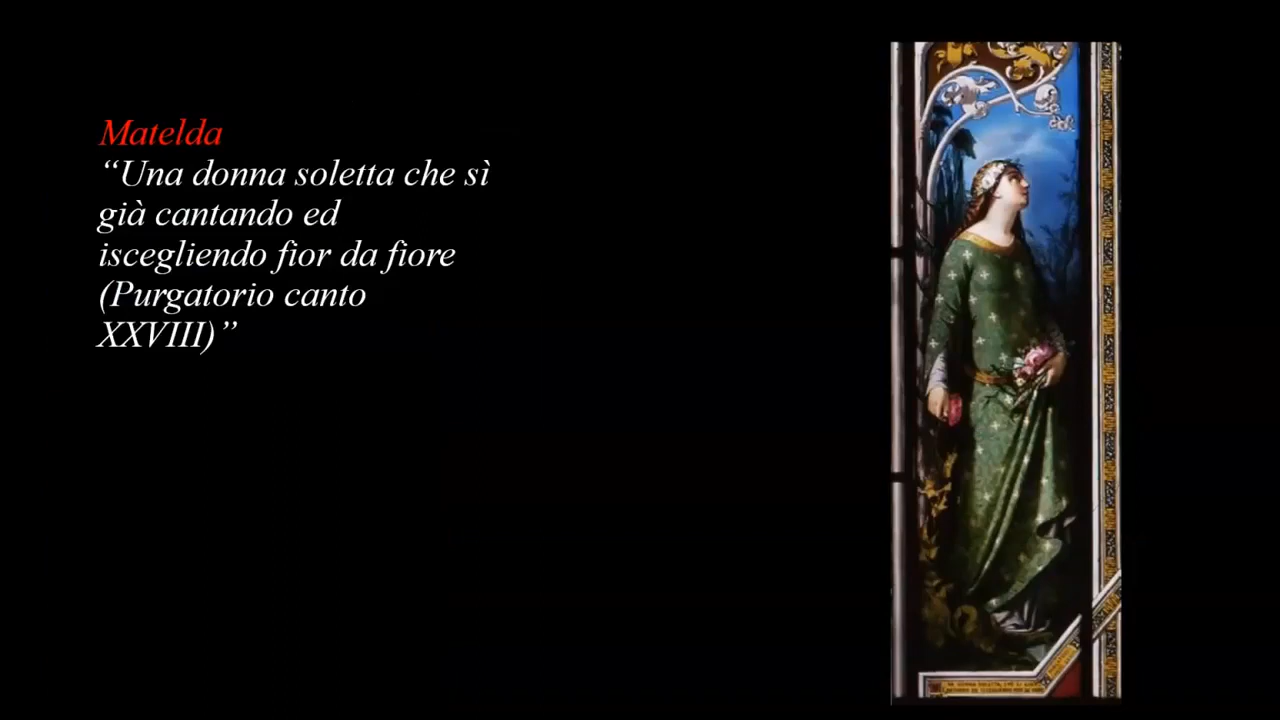 Matelda
“Una donna soletta che sì
già cantando ed
iscegliendo fior da fiore
(Purgatorio canto
XXVIII)”